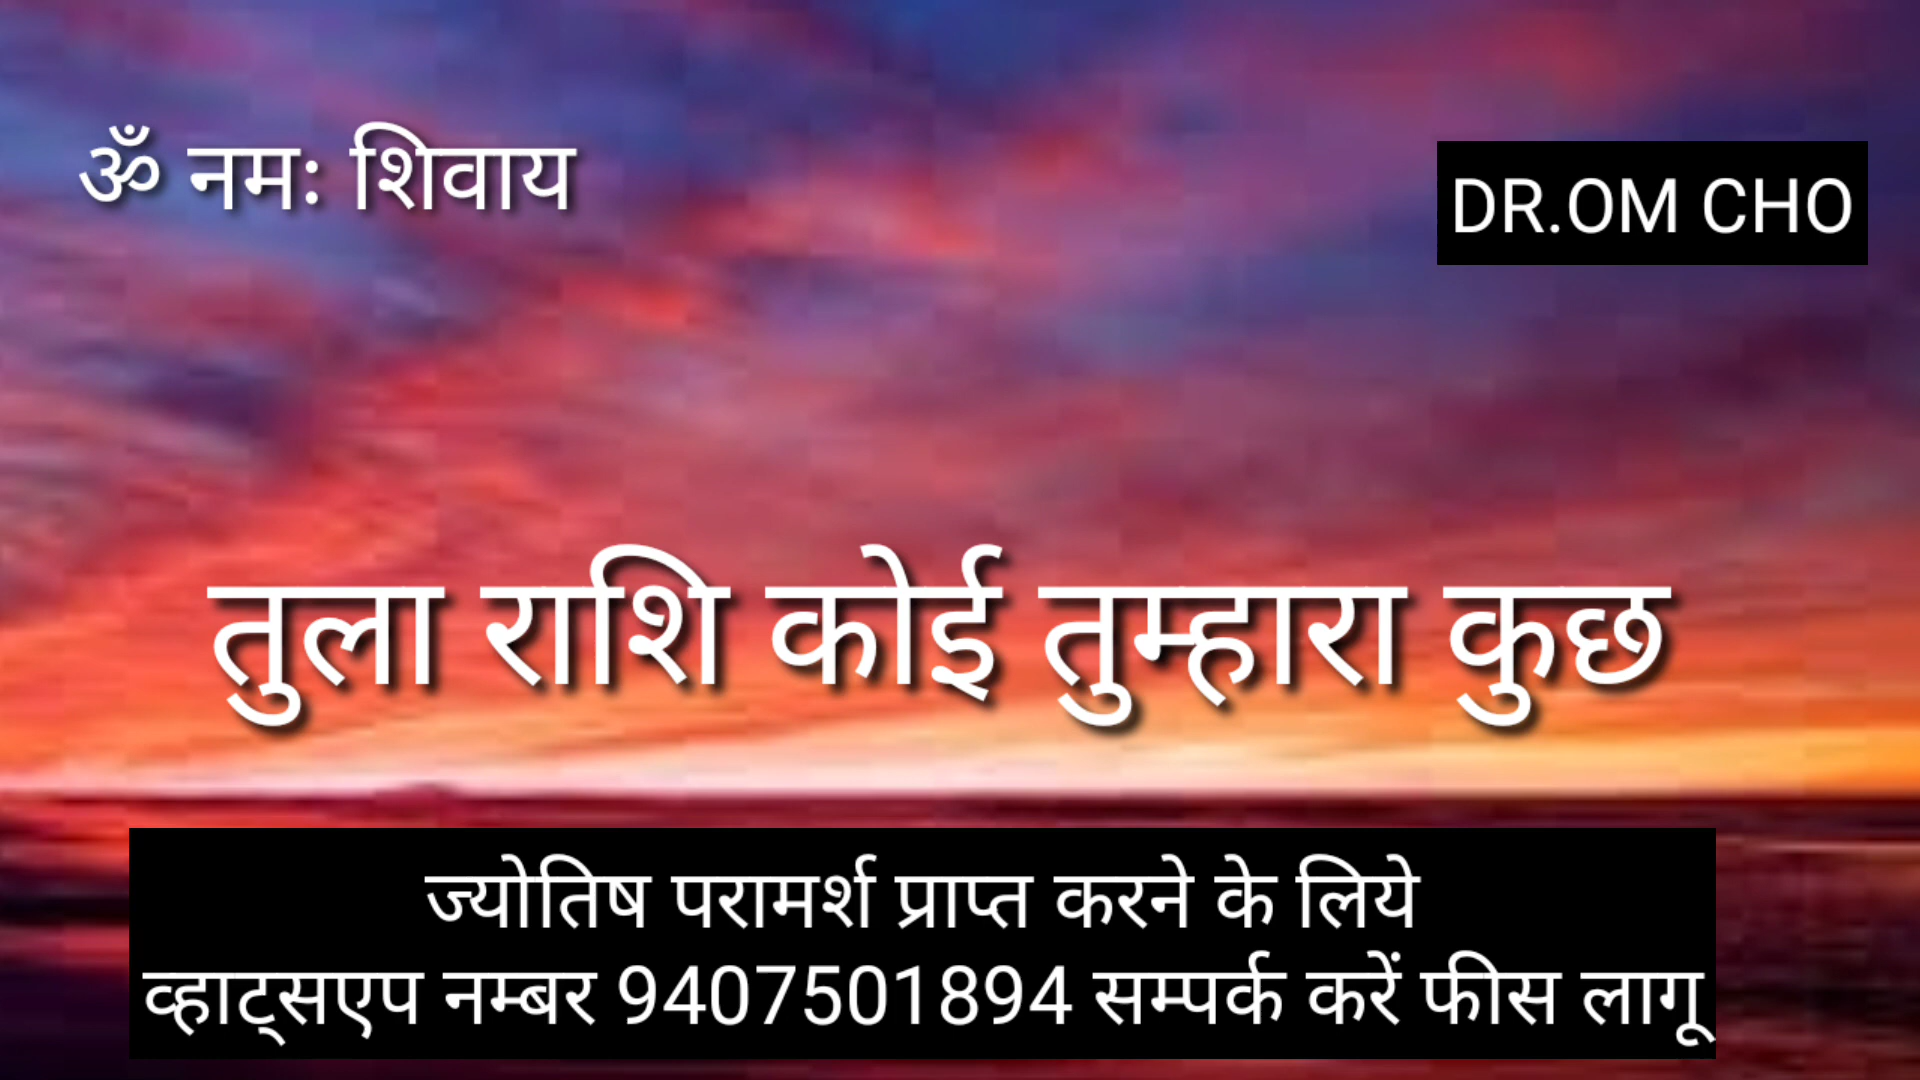 ॐ नमः शिवाय
DR.OM CHO
तुला राशि कोई तुम्हारा कुछ
ज्योतिष परामर्श प्राप्त करने के लिये
व्हाट्सएप नम्बर 9407501894 सम्पर्क करें फीस लागू